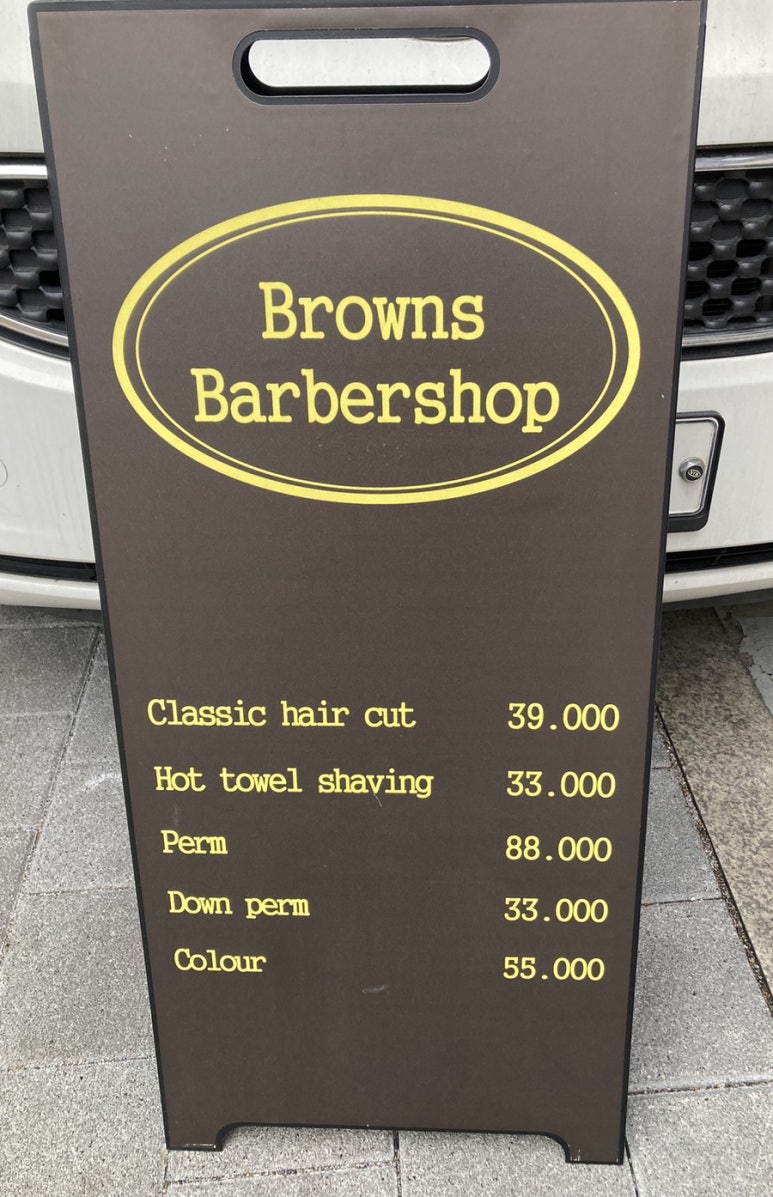 Browns
Barbershop
Classic hair cut 39.000
Hot towel shaving 33.000
Perm 88.000
Down perm 33.000
Colour 55.000